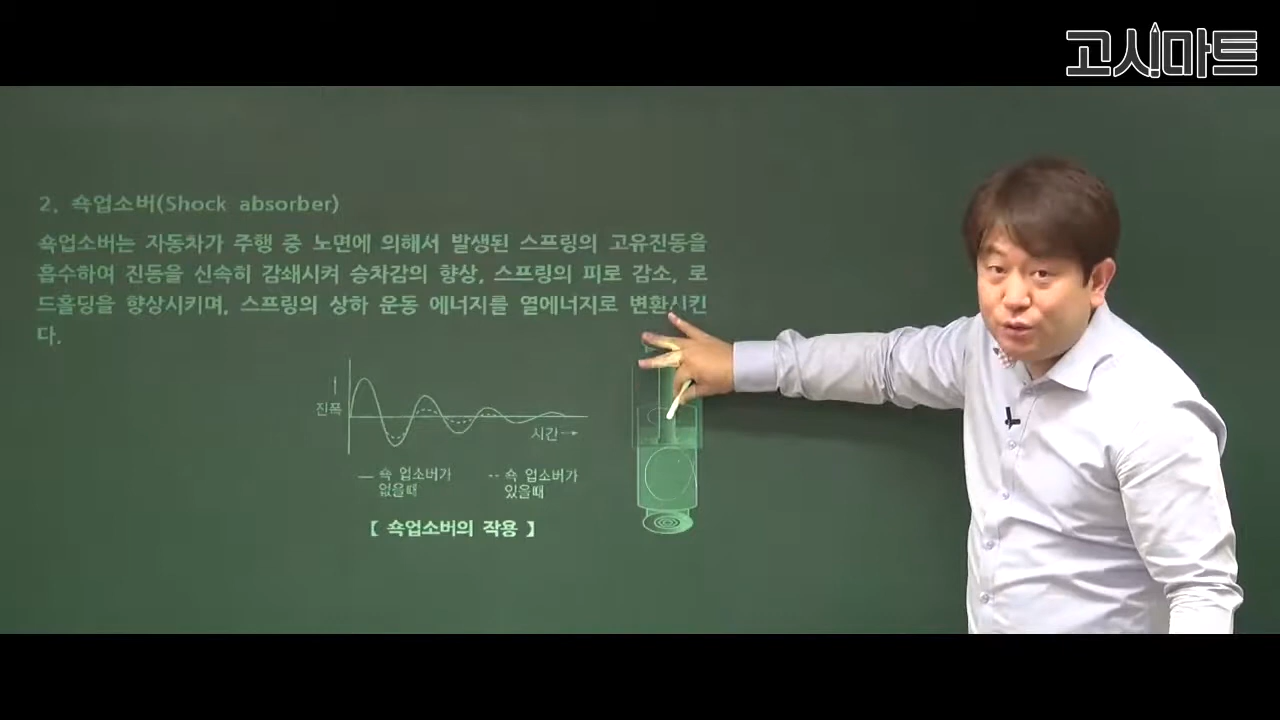 고시마트
2. 쇽업소버(Shock absorber)
쇽업소버는 자동차가 주행 중 노면에 의해서 발생된 스프링의 고유진동을
흡수하여 진동을 신속히 감쇄시켜 승차감의 향상, 스프링의 피로 감소, 로
드홀딩을 향상시키며, 스프링의 상하 운동 에너지를 열에너지로 변환시킨
다.
진폭
시간
쇽 업소버가
없을때
쇽 업소버가
있을때
【 쇽업소버의 작용 】